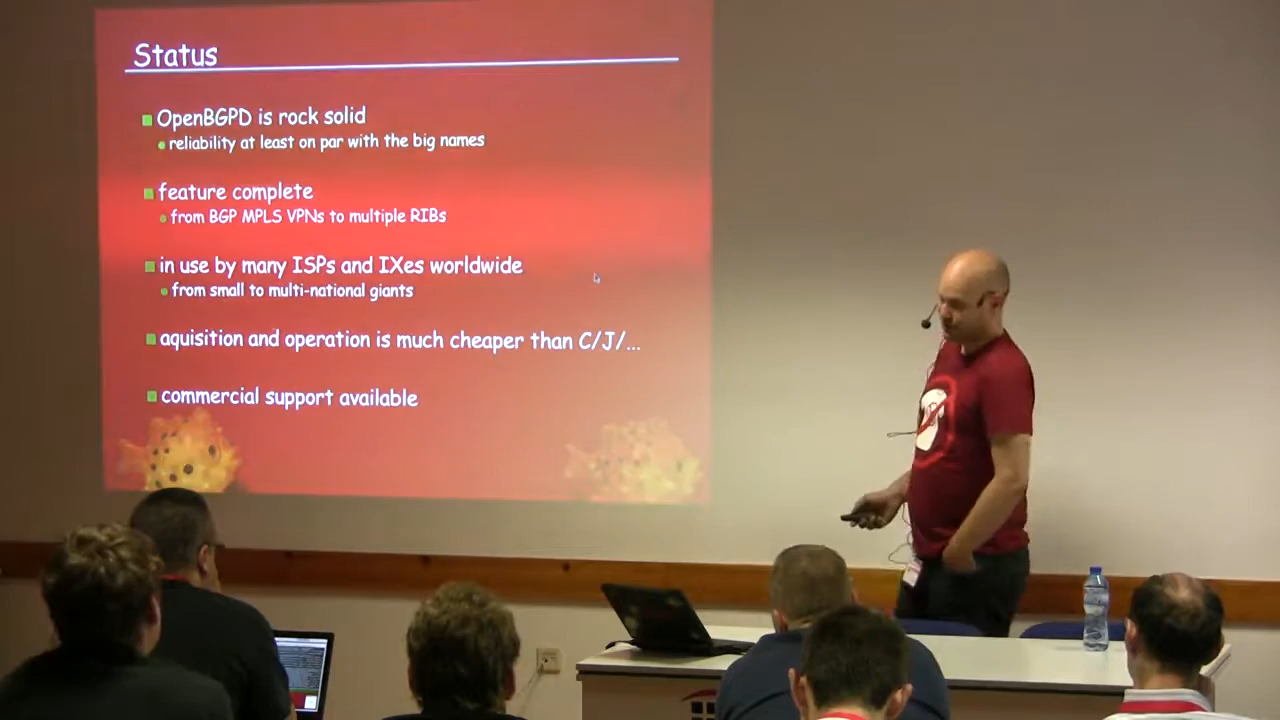 Status
OpenBGPD is rock solid
reliability at least on par with the big names
feature complete
from BGP MPLS VPNs to multiple RIBs
in use by many ISPs and IXes worldwide
from small to multi-national giants
aquisition and operation is much cheaper than C/J/...
commercial support available